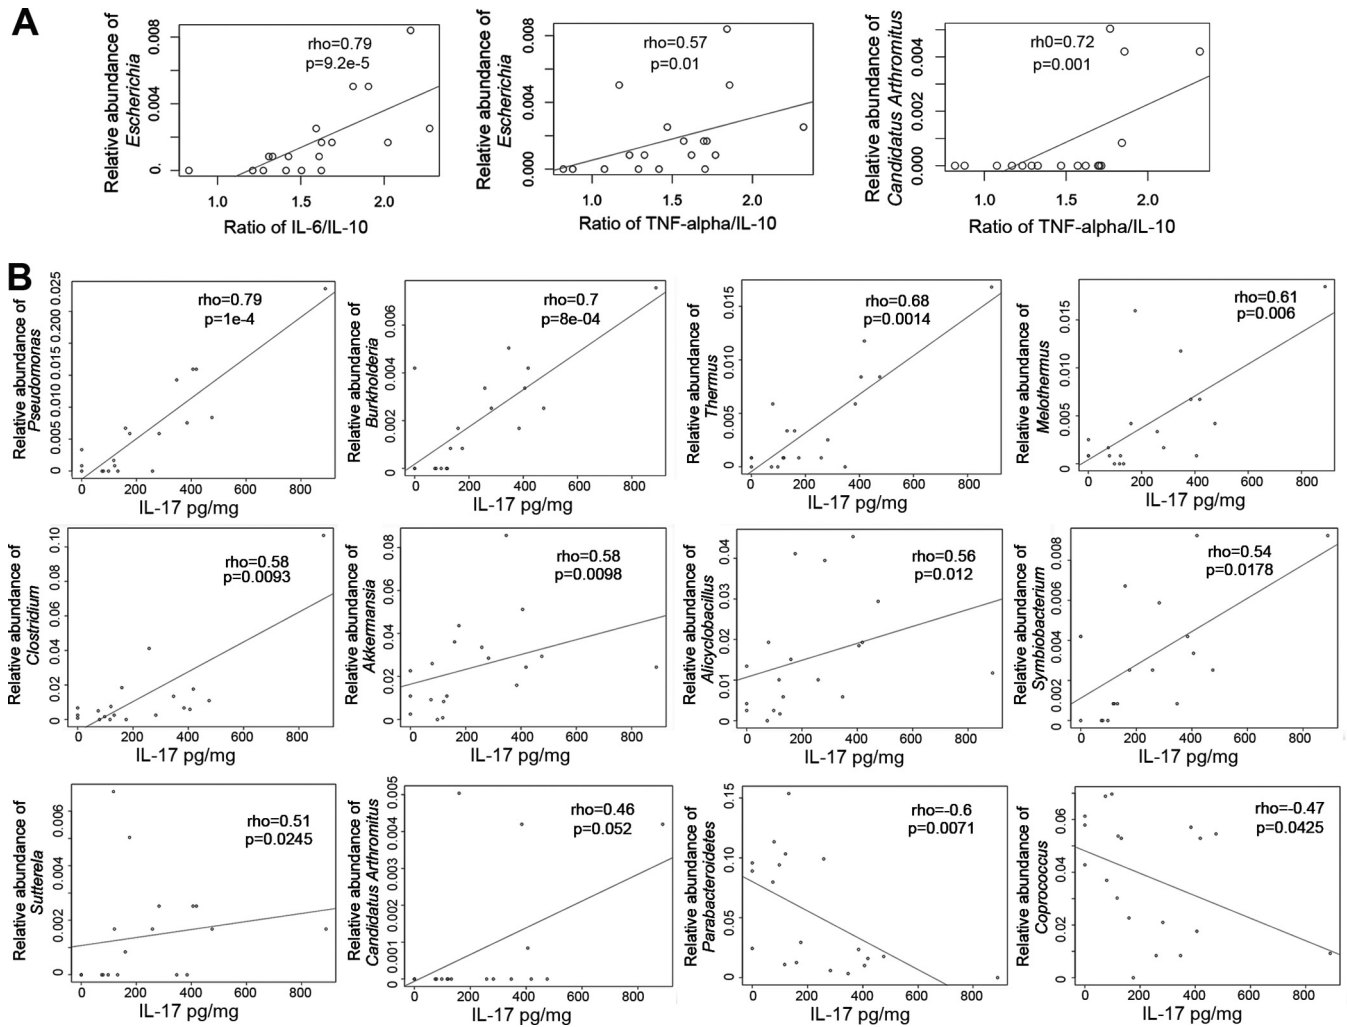 A
Relative abundance of
Escherichia
0.008
0.004
0.
rho=0.79
p=9.2e-5
1.0
1.5
2.0
Ratio of IL-6/IL-10
Relative abundance of
Escherichia
0.008
0.004
0.000
rho=0.57
p=0.01
1.0
1.5
2.0
Ratio of TNF-alpha/IL-10
Relative abundance of
Candidatus Arthromitus
0.004
0.002
0.000
rh0=0.72
p=0.001
1.0
2.0
Ratio of TNF-alpha/IL-10
B
Relative abundance of
Pseudomonas
0 0.005 0.010 0.015 0.200 0.025
rho=0.79
p=1e-4
0 200 400 600 800
IL-17 pg/mg
Relative abundance of
Burkholderia
0 0.002 0.004 0.006
rho=0.7
p=8e-04
0 200 400 600 800
IL-17 pg/mg
Relative abundance of
Thermus
0 0.005 0.010 0.015
rho=0.68
p=0.0014
0 200 400 600 800
IL-17 pg/mg
Relative abundance of
Melothermus
0 0.005 0.010 0.015
rho=0.61
p=0.006
0 200 400 600 800
IL-17 pg/mg
Relative abundance of
Clostridium
0 0.02 0.04 0.06 0.08 0.10
rho=0.58
p=0.0093
0 200 400 600 800
IL-17 pg/mg
Relative abundance of
Akkermansia
0 0.02 0.04 0.06 0.08
rho=0.58
p=0.0098
0 200 400 600 800
IL-17 pg/mg
Relative abundance of
Alicyclobacillus
0 0.01 0.02 0.03 0.04
rho=0.56
p=0.012
0 200 400 600 800
IL-17 pg/mg
Relative abundance of
Symbiobacterium
0 0.002 0.004 0.006 0.008
rho=0.54
p=0.0178
0 200 400 600 800
IL-17 pg/mg
Relative abundance of
Sutterela
0 0.002 0.004 0.006
rho=0.51
p=0.0245
0 200 400 600 800
IL-17 pg/mg
Relative abundance of
Candidatus Arthromitus
0 0.001 0.002 0.003 0.004 0.005
rho=0.46
p=0.052
0 200 400 600 800
IL-17 pg/mg
Relative abundance of
Parabacteroidetes
0 0.05 0.10 0.15
rho=-0.6
p=0.0071
0 200 400 600 800
IL-17 pg/mg
Relative abundance of
Coprococcus
0 0.02 0.04 0.06
rho=-0.47
p=0.0425
0 200 400 600 800
IL-17 pg/mg